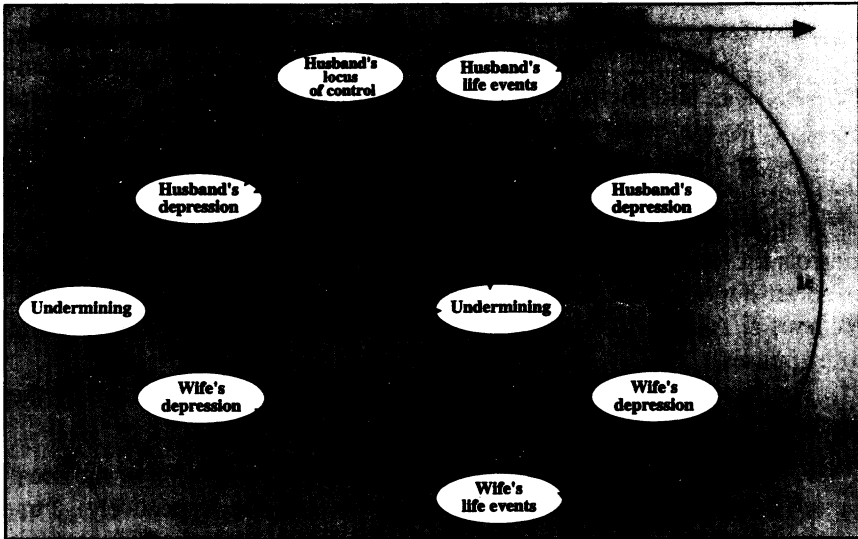 Husband's
locus
of control
Husband's
life events
Husband's
depression
Husband's
depression
Undermining
Undermining
Wife's
depression
Wife's
depression
Wife's
life events